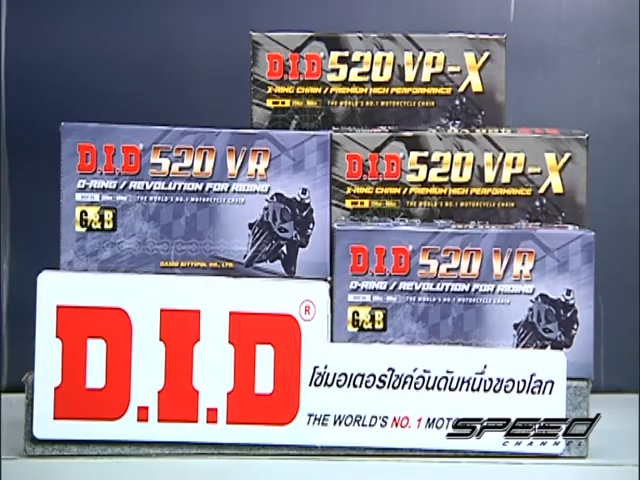 D.I.D 520 VP-X
X-RING CHAIN / PREMIUM HIGH PERFORMANCE
THE WORLD'S NO.1 MOTORCYCLE CHAIN
D.I.D 520 VR
O-RING / REVOLUTION FOR RIDING
THE WORLD'S NO.1 MOTORCYCLE CHAIN
G&B
DAIDO SITTIPOL CO., LTD.
D.I.D 520 VP-X
X-RING CHAIN / PREMIUM HIGH PERFORMANCE
THE WORLD'S NO.1 MOTORCYCLE CHAIN
D.I.D 520 VR
O-RING / REVOLUTION FOR RIDING
THE WORLD'S NO.1 MOTORCYCLE CHAIN
G&B
D.I.D®
โซ่มอเตอร์ไซค์อันดับหนึ่งของโลก
THE WORLD'S NO. 1
SPEED
CHANNEL